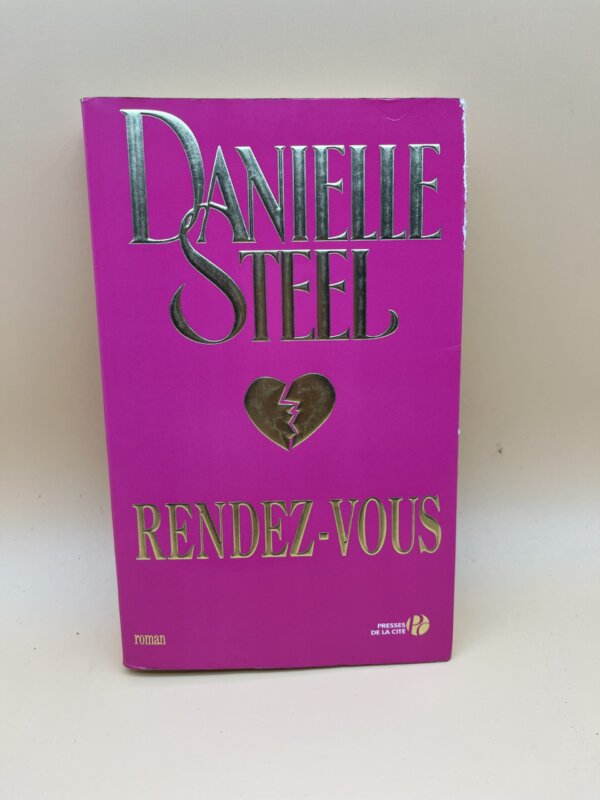 DANIELLE
STEEL
RENDEZ-VOUS
roman
PRESSES
DE LA CITÉ